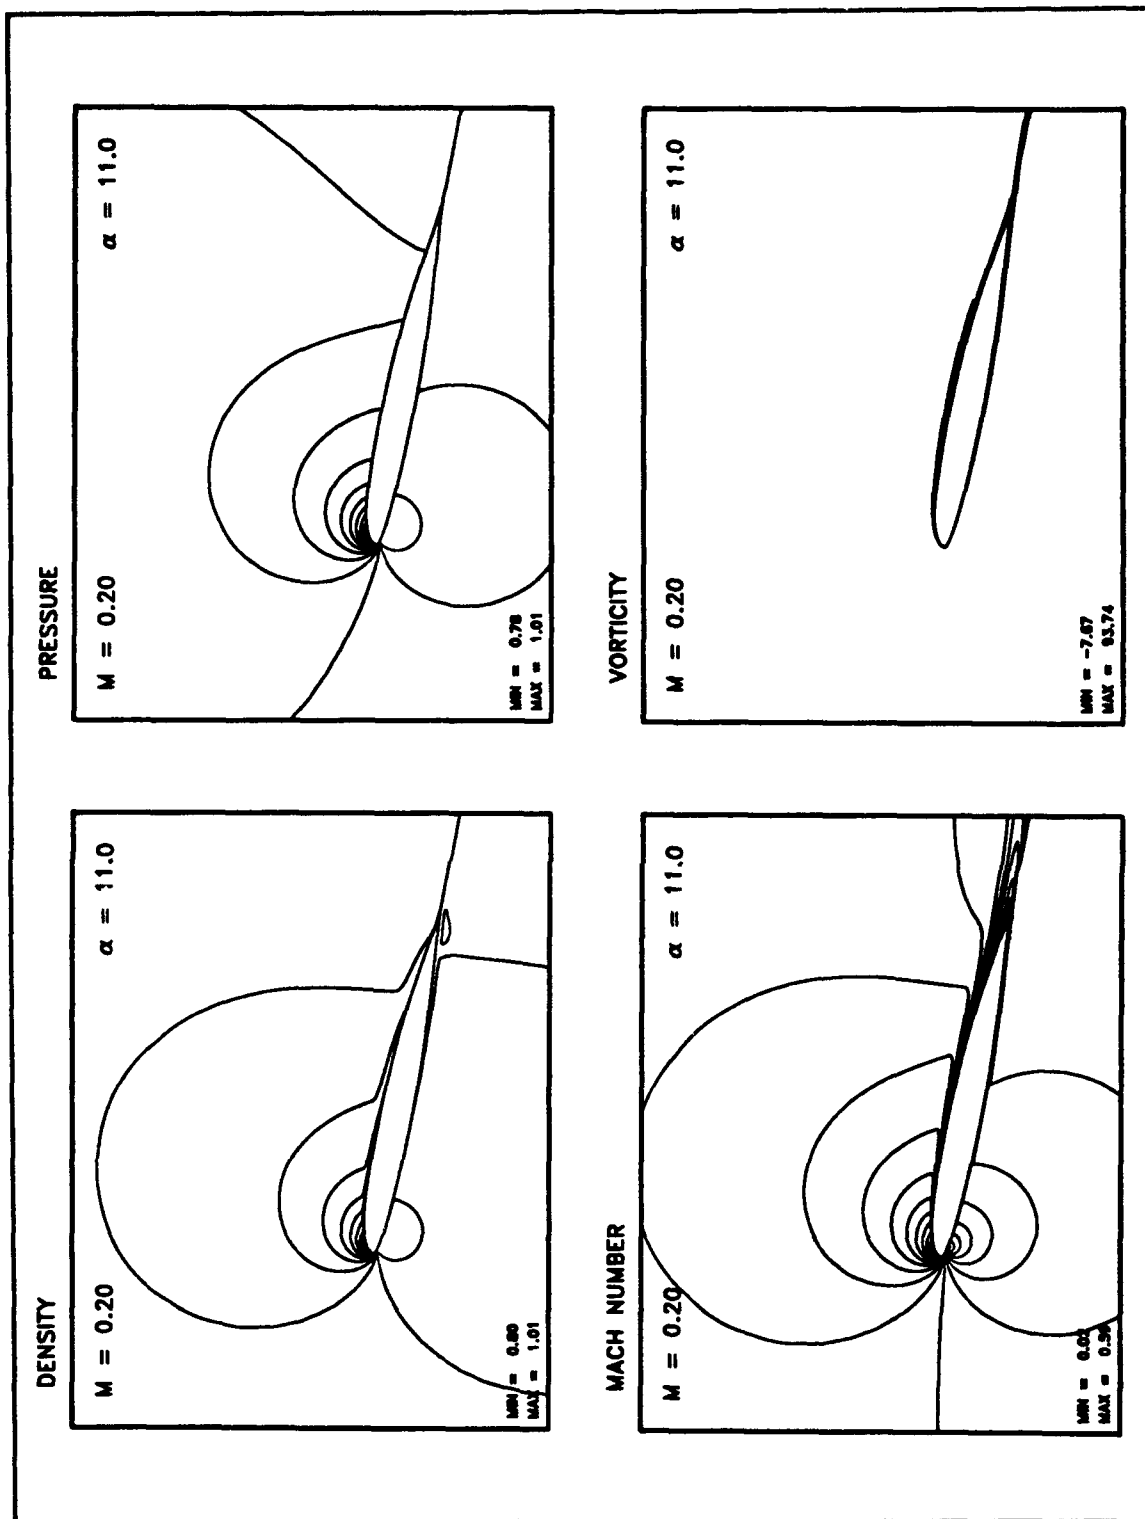 DENSITY
M = 0.20
α = 11.0
MIN = 0.80
MAX = 1.01
PRESSURE
M = 0.20
α = 11.0
MIN = 0.78
MAX = 1.01
MACH NUMBER
M = 0.20
α = 11.0
MIN =
MAX =
VORTICITY
M = 0.20
α = 11.0
MIN = -7.67
MAX = 93.74